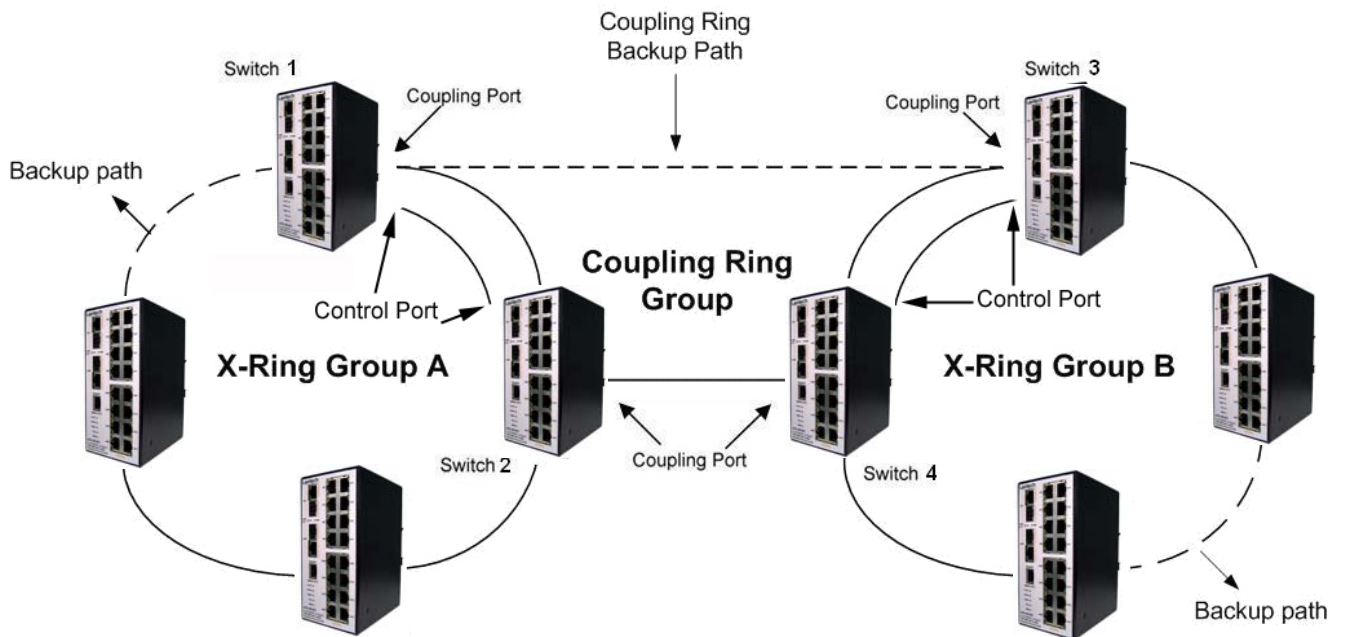 Coupling Ring
Backup Path
Switch 1
Switch 3
Coupling Port
Coupling Port
Backup path
Coupling Ring
Group
Control Port
Control Port
X-Ring Group A
X-Ring Group B
Switch 2
Coupling Port
Switch 4
Backup path